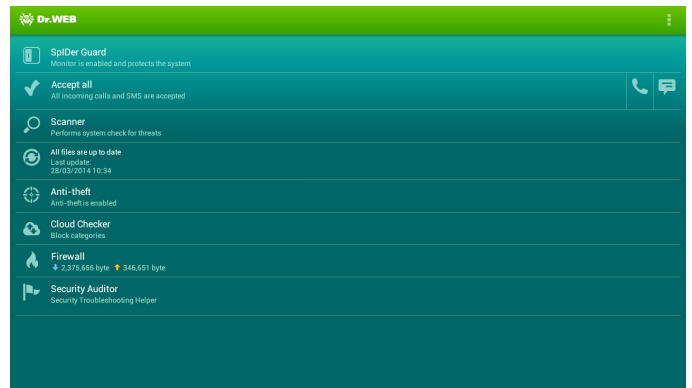 Dr.WEB
SpIDer Guard
Monitor is enabled and protects the system
Accept all
All incoming calls and SMS are accepted
Scanner
Performs system check for threats
All files are up to date
Last update:
28/03/2014 10:34
Anti-theft
Anti-theft is enabled
Cloud Checker
Block categories
Firewall
2,375,656 byte 346,651 byte
Security Auditor
Security Troubleshooting Helper